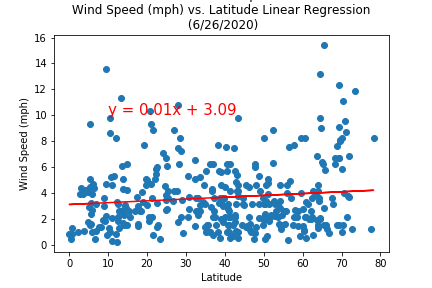 Wind Speed (mph) vs. Latitude Linear Regression
(6/26/2020)
16
14
12
10
8
6
4
2
0
Wind Speed (mph)
y = 0.01x + 3.09
0 10 20 30 40 50 60 70 80
Latitude